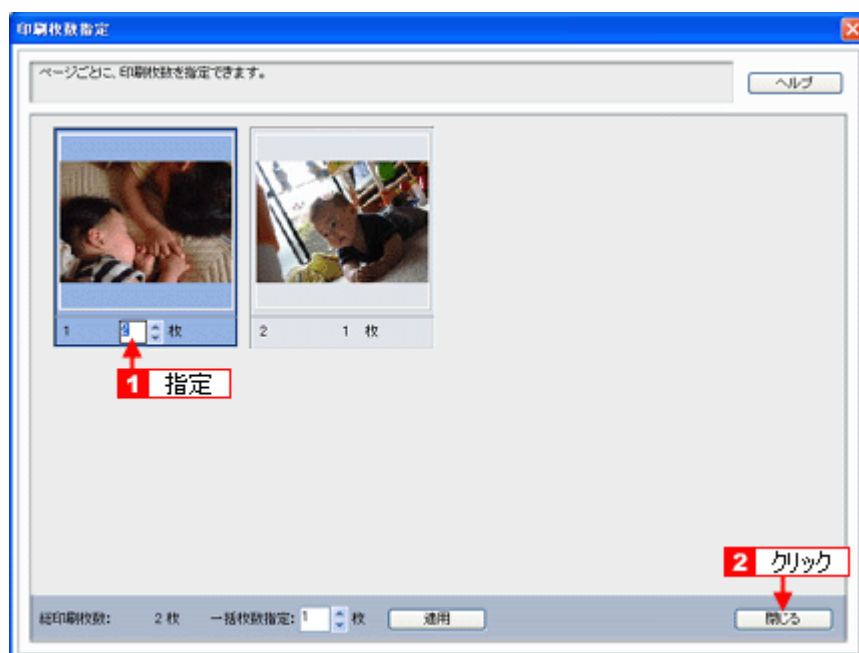 印刷枚数指定
ページごとに、印刷枚数を指定できます。
ヘルプ
1 枚
2 1 枚
1 指定
2 クリック
総印刷枚数: 2 枚 一括枚数指定: 1 枚 適用 閉じる